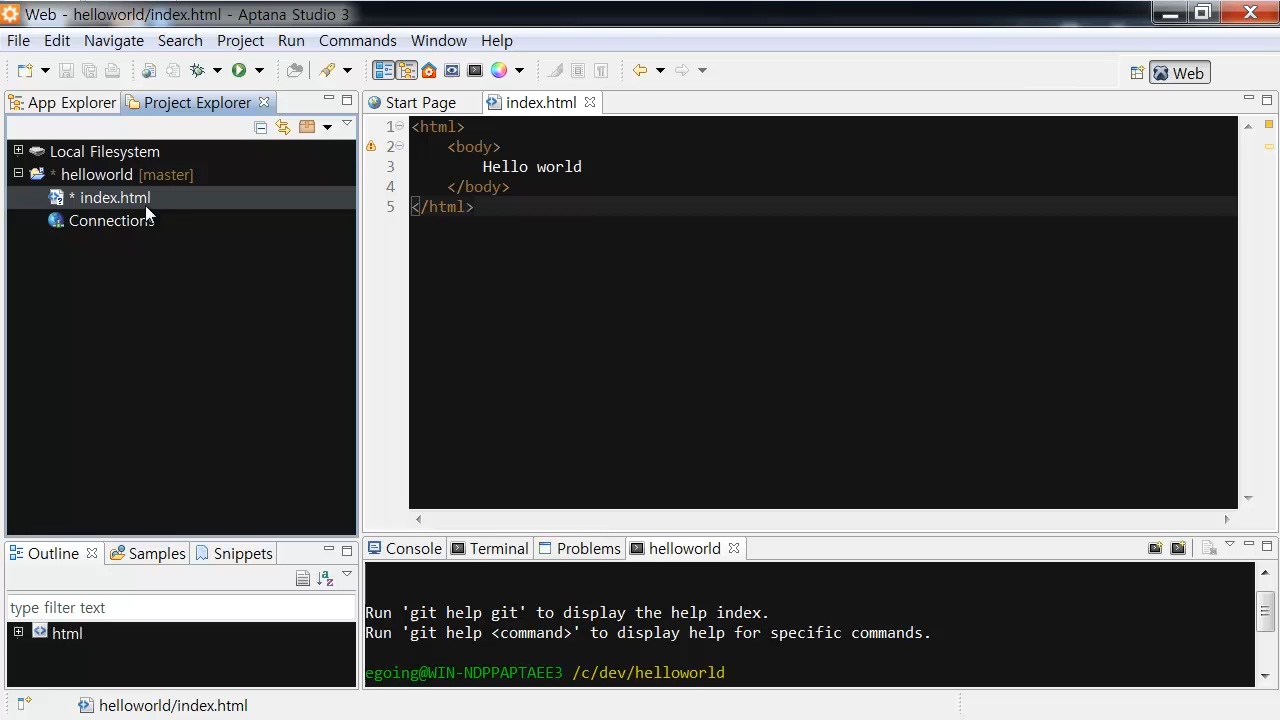 Web - helloworld/index.html - Aptana Studio 3
File Edit Navigate Search Project Run Commands Window Help
Web
App Explorer Project Explorer
Start Page index.html
Local Filesystem
* helloworld [master]
* index.html
Connections
1 <html>
2 <body>
3 Hello world
4 </body>
5 </html>
Outline Samples Snippets
type filter text
html
Console Terminal Problems helloworld
Run 'git help git' to display the help index.
Run 'git help <command>' to display help for specific commands.
egoing@WIN-NDPPAPTAEE3 /c/dev/helloworld
helloworld/index.html